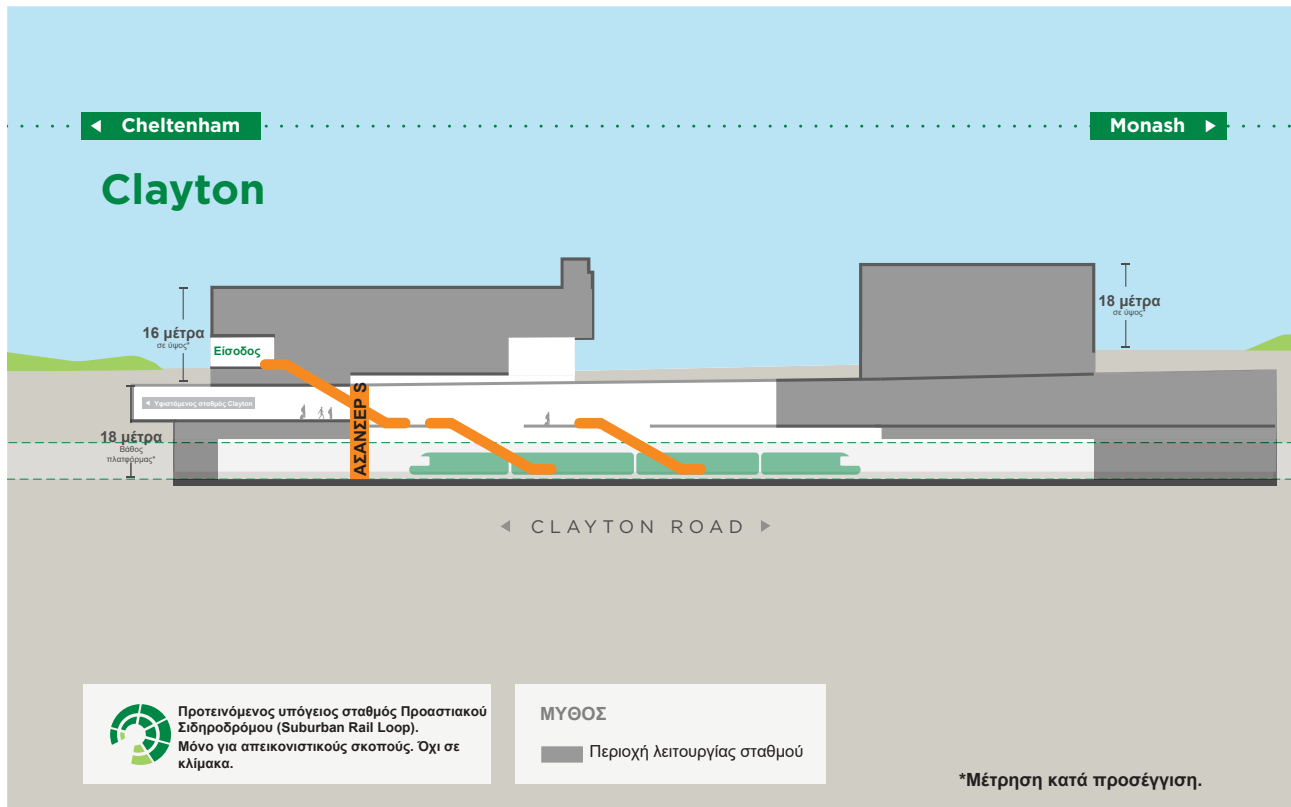 ◄ Cheltenham
Monash ►
Clayton
16 μέτρα
σε ύψος*
Είσοδος
18 μέτρα
σε ύψος*
◄ Υφιστάμενος σταθμός Clayton
ΑΣΑΝΣΕΡ S
18 μέτρα
Βάθος
πλατφόρμας*
◄ CLAYTON ROAD ►
Προτεινόμενος υπόγειος σταθμός Προαστιακού
Σιδηροδρόμου (Suburban Rail Loop).
Μόνο για απεικονιστικούς σκοπούς. Όχι σε
κλίμακα.
ΜΥΘΟΣ
Περιοχή λειτουργίας σταθμού
*Μέτρηση κατά προσέγγιση.